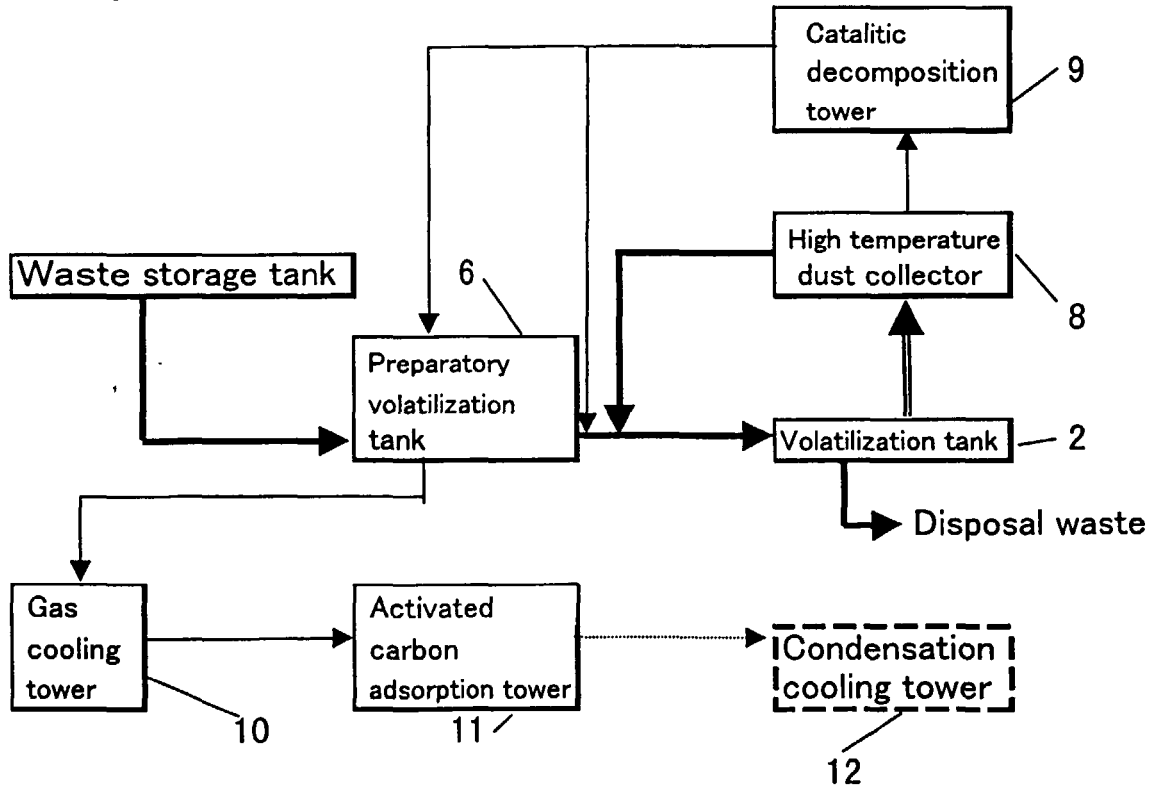 Catalitic
decomposition
tower
9
High temperature
dust collector
8
Waste storage tank
6
Preparatory
volatilization
tank
Volatilization tank
2
Disposal waste
Gas
cooling
tower
10
Activated
carbon
adsorption tower
11
Condensation
cooling tower
12